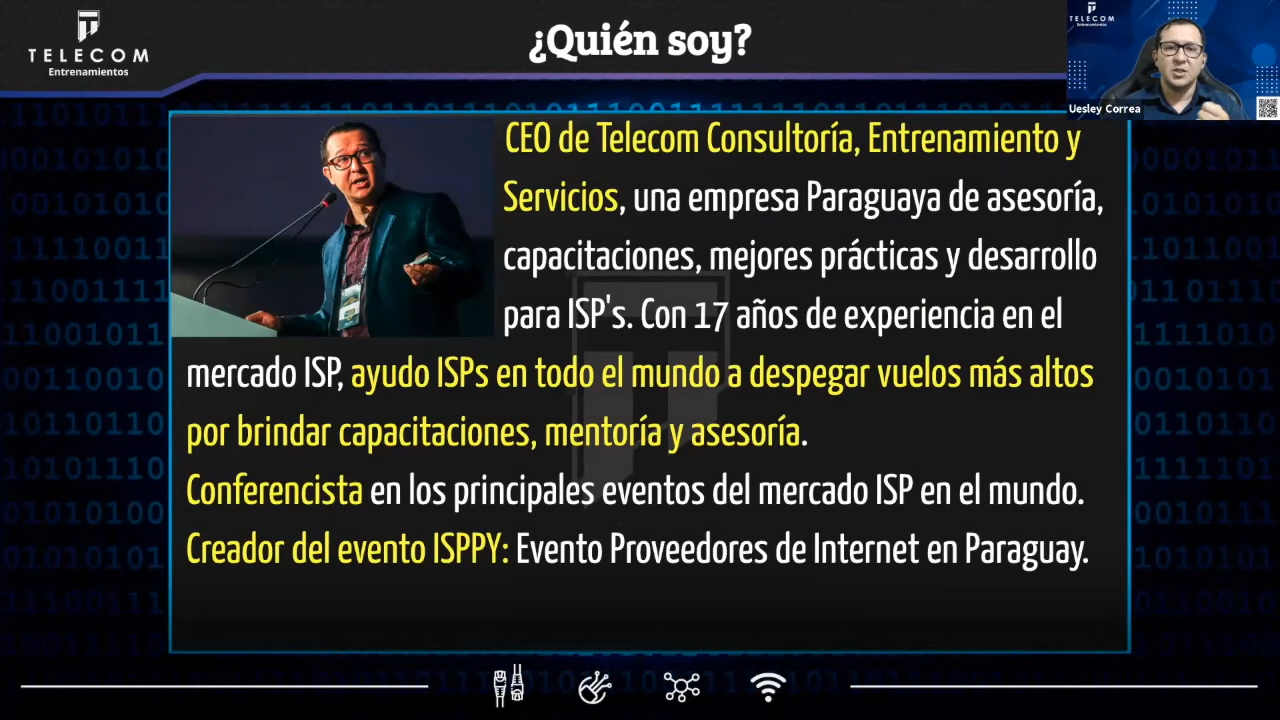 TELECOM
Entrenamientos
¿Quién soy?
TELECOM
Entrenamientos
Uesley Correa
CEO de Telecom Consultoría, Entrenamiento y
Servicios, una empresa Paraguaya de asesoría,
capacitaciones, mejores prácticas y desarrollo
para ISP's. Con 17 años de experiencia en el
mercado ISP, ayudo ISPs en todo el mundo a despegar vuelos más altos
por brindar capacitaciones, mentoría y asesoría.
Conferencista en los principales eventos del mercado ISP en el mundo.
Creador del evento ISPPY: Evento Proveedores de Internet en Paraguay.